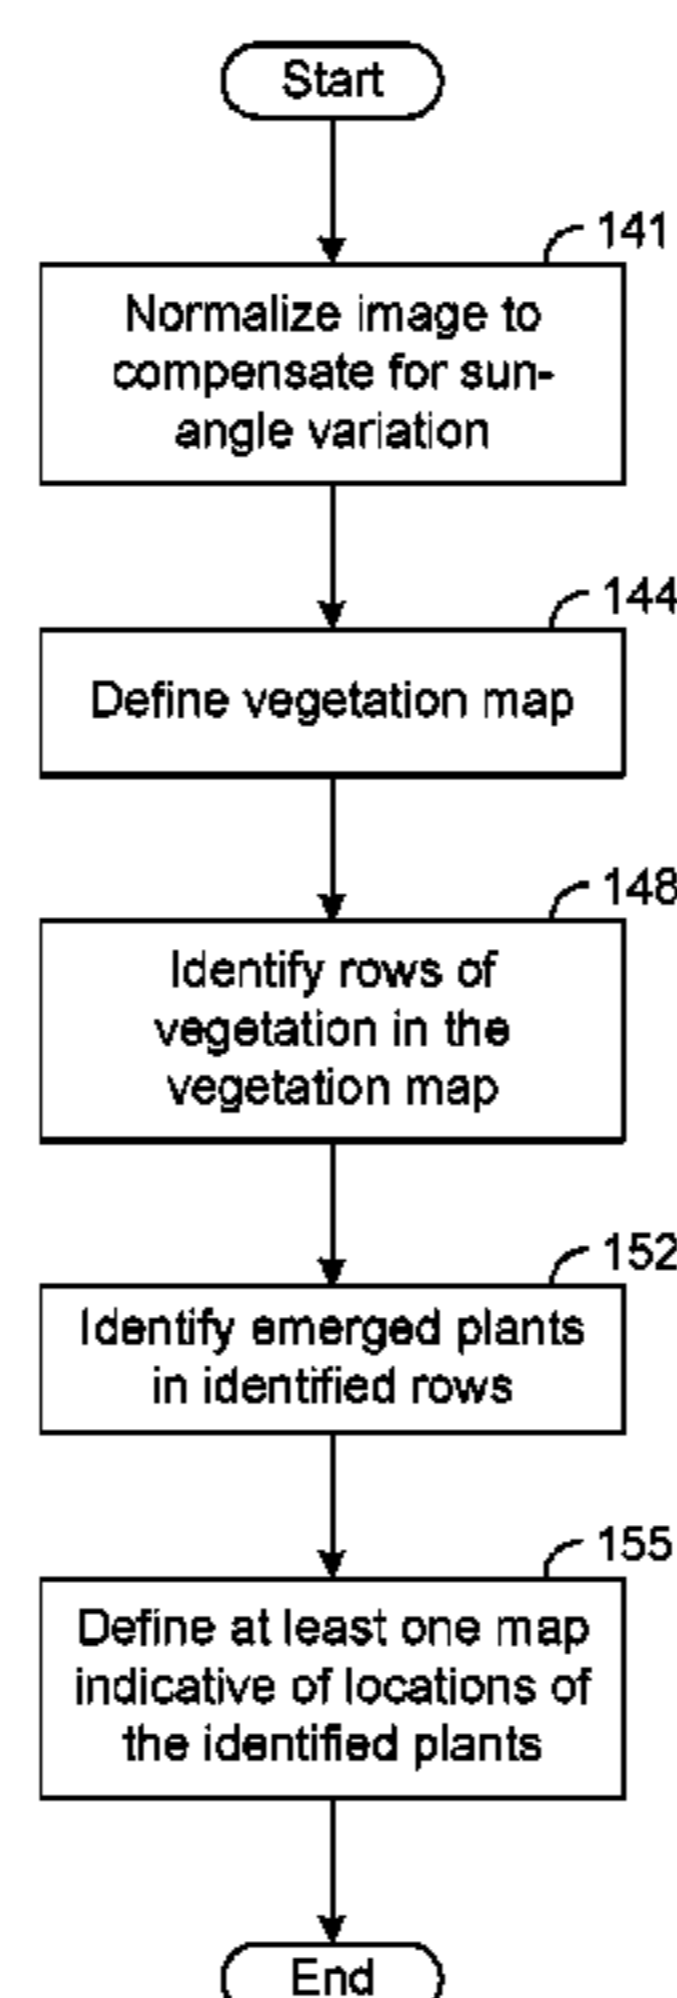 Start
141
Normalize image to
compensate for sun-
angle variation
144
Define vegetation map
148
Identify rows of
vegetation in the
vegetation map
152
Identify emerged plants
in identified rows
155
Define at least one map
indicative of locations of
the identified plants
End